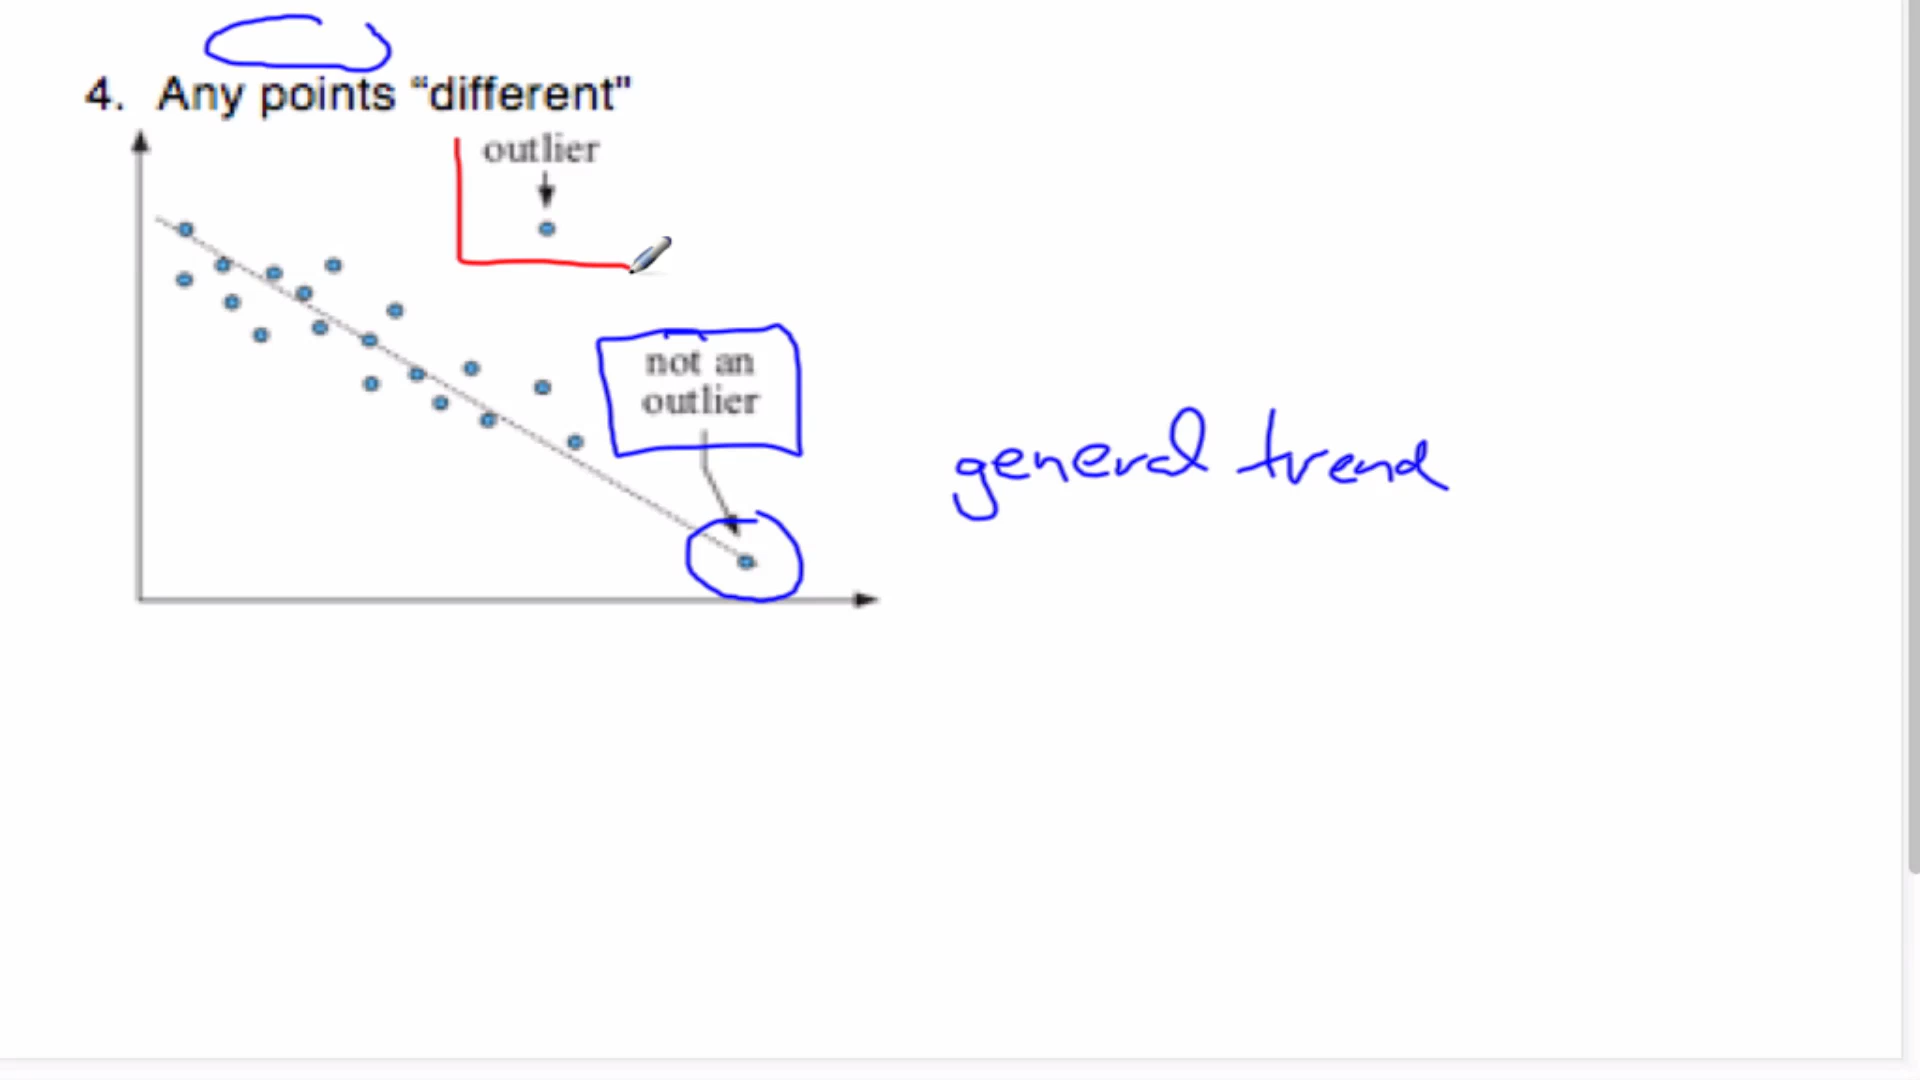 4. Any points “different"
outlier
not an
outlier
general trend